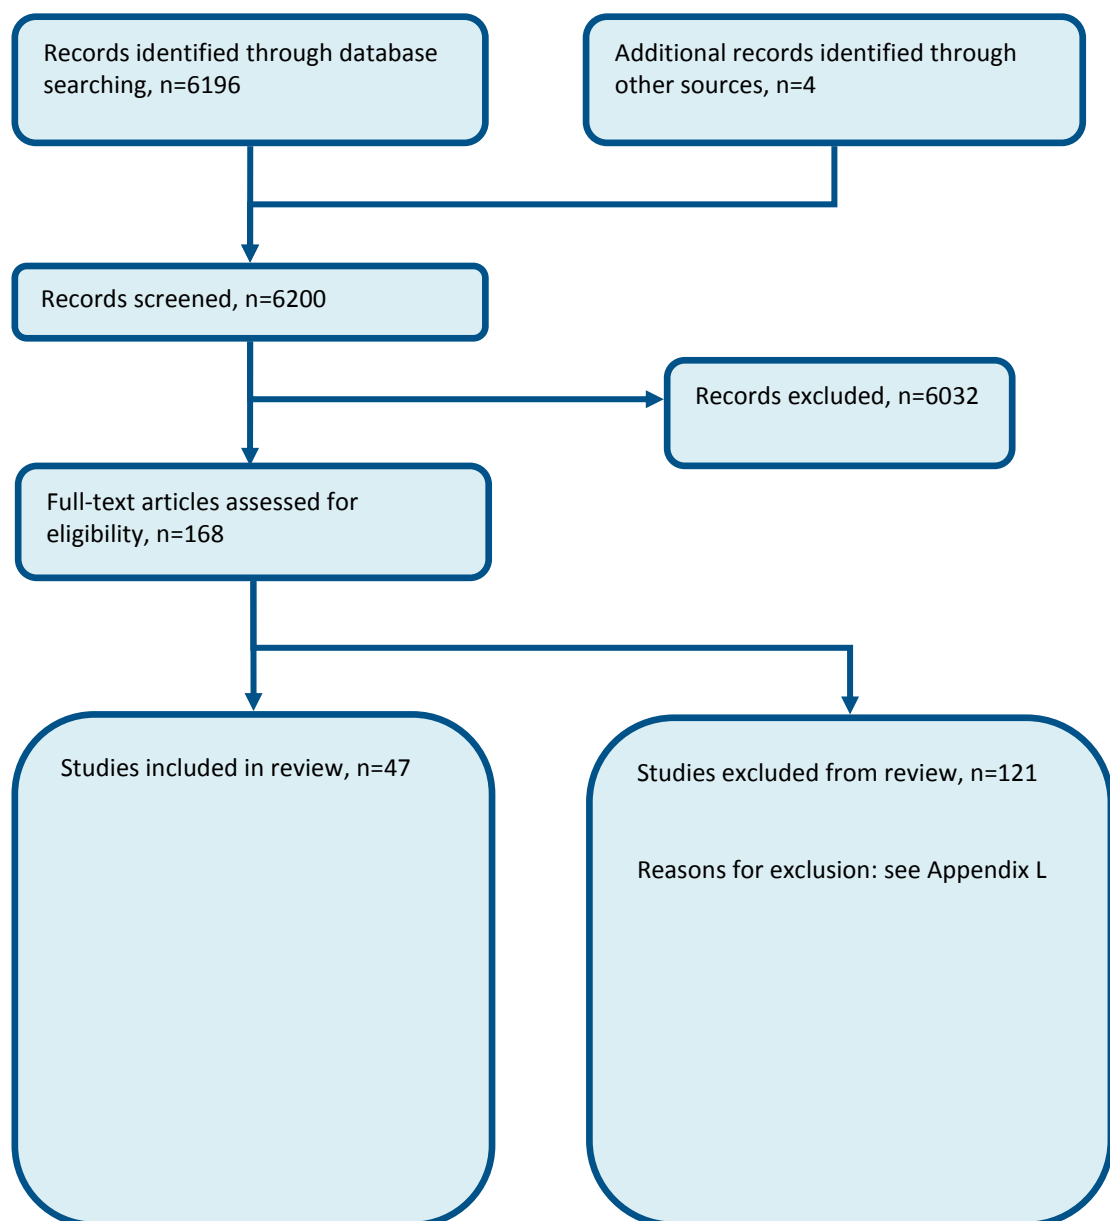 Records identified through database
searching, n=6196
Additional records identified through
other sources, n=4
Records screened, n=6200
Records excluded, n=6032
Full-text articles assessed for
eligibility, n=168
Studies included in review, n=47
Studies excluded from review, n=121
Reasons for exclusion: see Appendix L